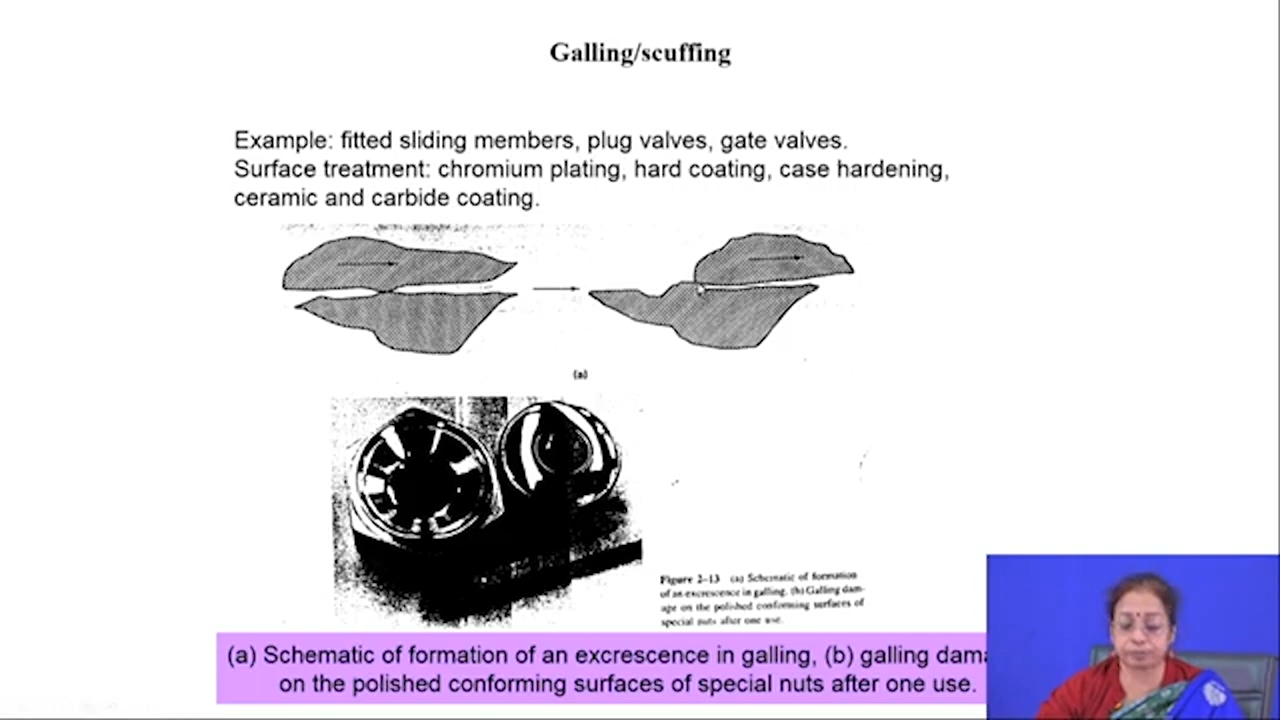 Galling/scuffing
Example: fitted sliding members, plug valves, gate valves.
Surface treatment: chromium plating, hard coating, case hardening,
ceramic and carbide coating.
(a)
Figure 2-13 (a) Schematic of formation
of an excrescence in galling. (b) Galling dam-
age on the polished conforming surfaces of
special nuts after one use.
(a) Schematic of formation of an excrescence in galling, (b) galling dama
on the polished conforming surfaces of special nuts after one use.